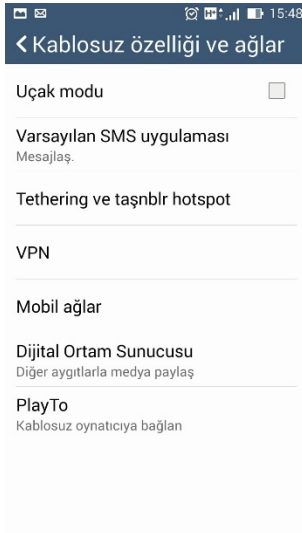 H+ 15:48
Kablosuz özelliği ve ağlar
Uçak modu
Varsayılan SMS uygulaması
Mesajlaş.
Tethering ve taşnblr hotspot
VPN
Mobil ağlar
Dijital Ortam Sunucusu
Diğer aygıtlarla medya paylaş
PlayTo
Kablosuz oynatıcıya bağlan